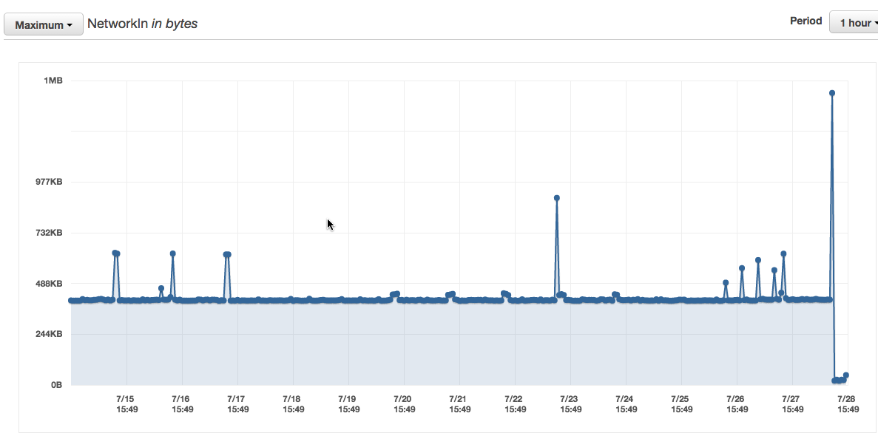 Maximum NetworkIn in bytes Period 1 hour
1MB
977KB
732KB
488KB
244KB
0B
7/15 7/16 7/17 7/18 7/19 7/20 7/21 7/22 7/23 7/24 7/25 7/26 7/27 7/28
15:49 15:49 15:49 15:49 15:49 15:49 15:49 15:49 15:49 15:49 15:49 15:49 15:49 15:49